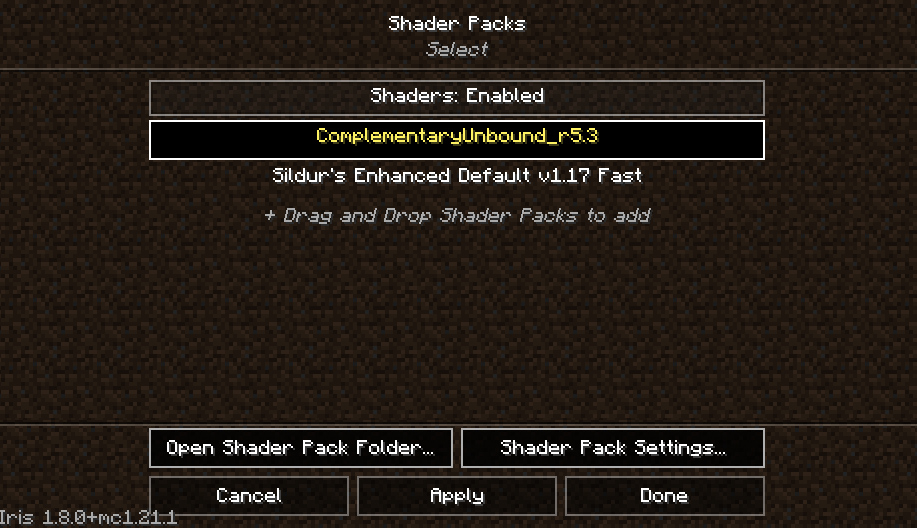 Shader Packs
Select
Shaders: Enabled
ComplementaryUnbound_r5.3
Sildur's Enhanced Default v1.17 Fast
+ Drag and Drop Shader Packs to add
Open Shader Pack Folder...
Shader Pack Settings...
Cancel
Apply
Done
Iris 1.8.0+mc1.21.1